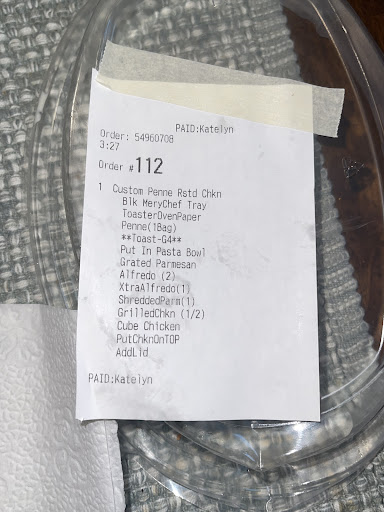 PAID:Katelyn
Order: 54960708
3:27
Order #112
1 Custom Penne Rstd Chkn
Blk MeryChef Tray
ToasterOvenPaper
Penne(1Bag)
**Toast-G4**
Put In Pasta Bowl
Grated Parmesan
Alfredo (2)
XtraAlfredo(1)
ShreddedParm(1)
GrilledChkn (1/2)
Cube Chicken
PutChknOnTOP
AddLid
PAID:Katelyn